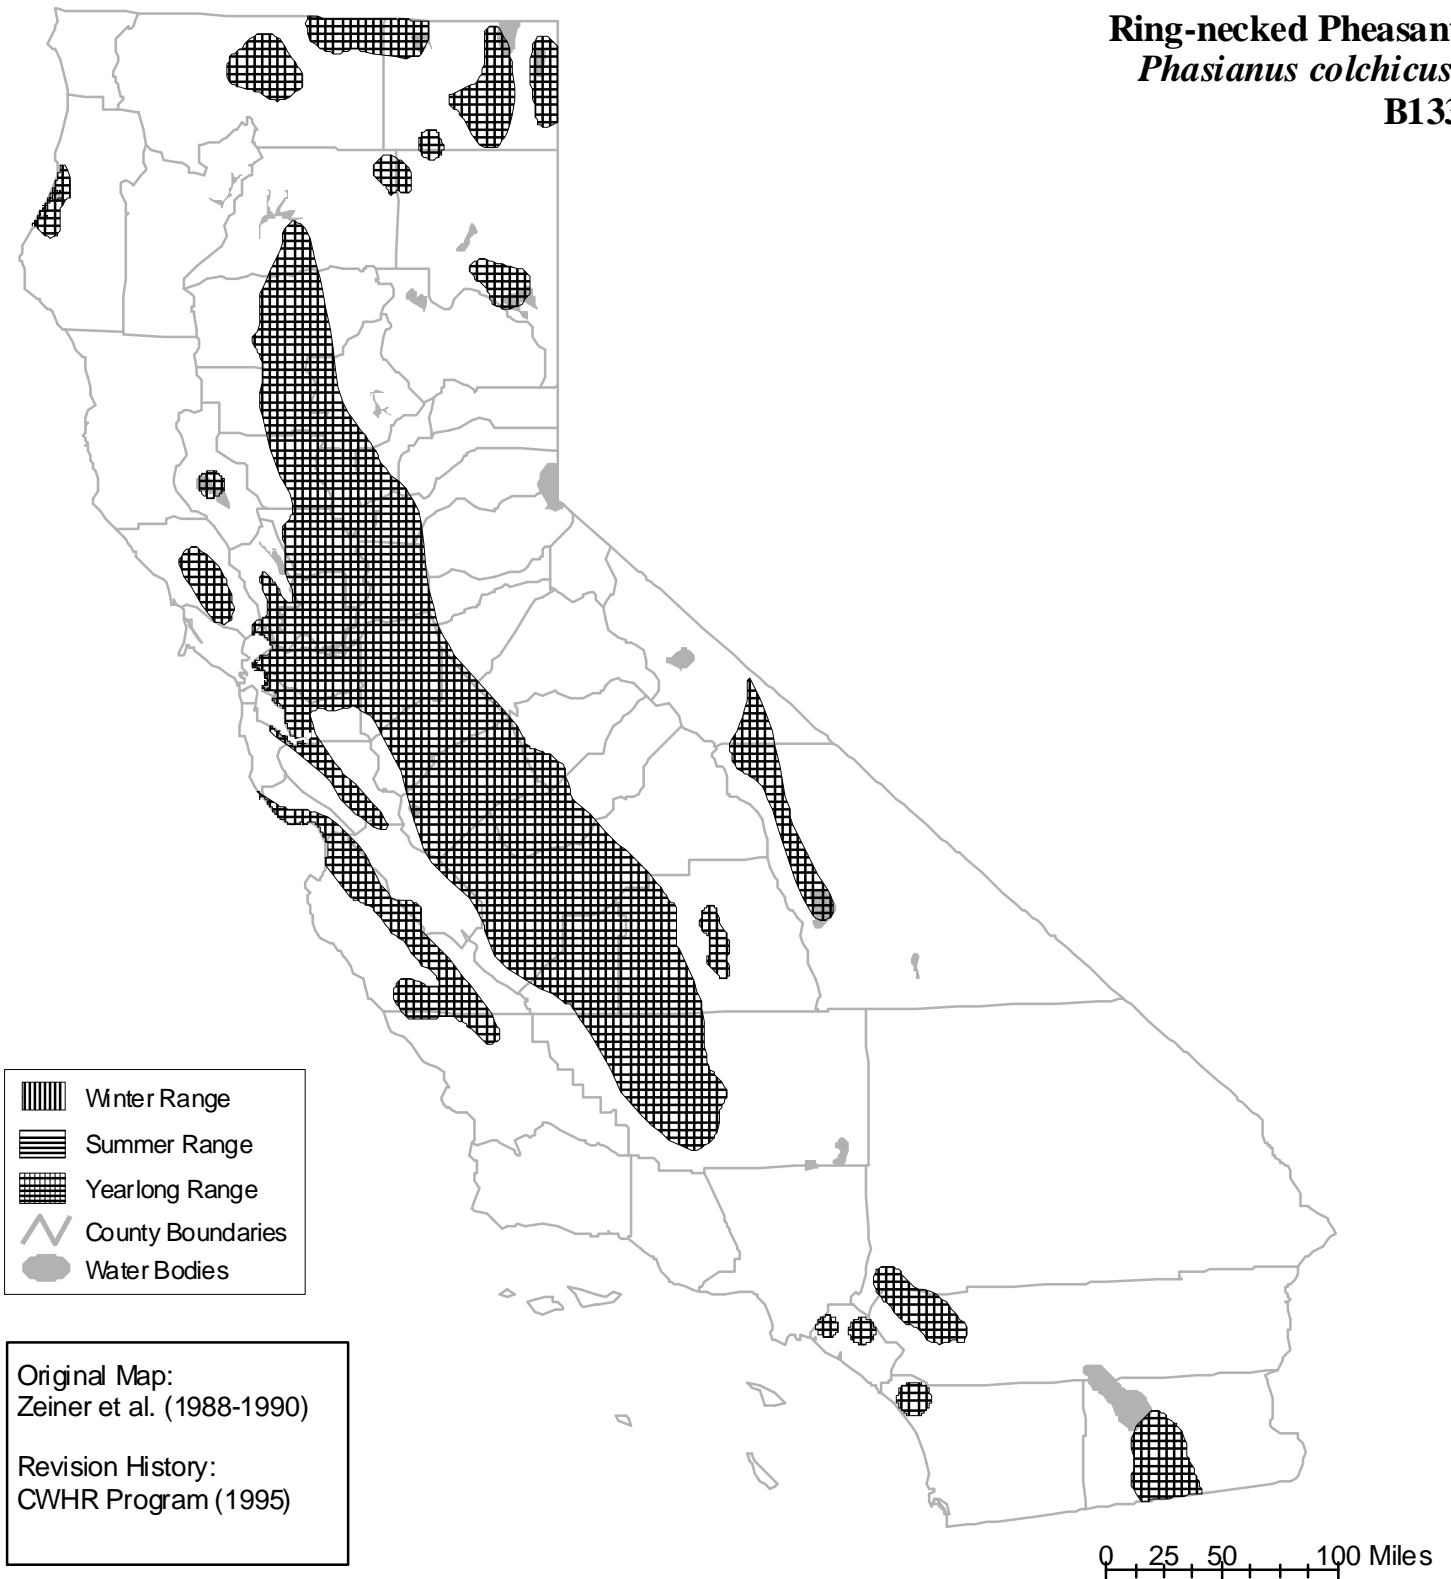 Ring-necked Pheasant
Phasianus colchicus
B133
Winter Range
Summer Range
Yearlong Range
County Boundaries
Water Bodies
Original Map:
Zeiner et al. (1988-1990)
Revision History:
CWHR Program (1995)
0 25 50 100 Miles